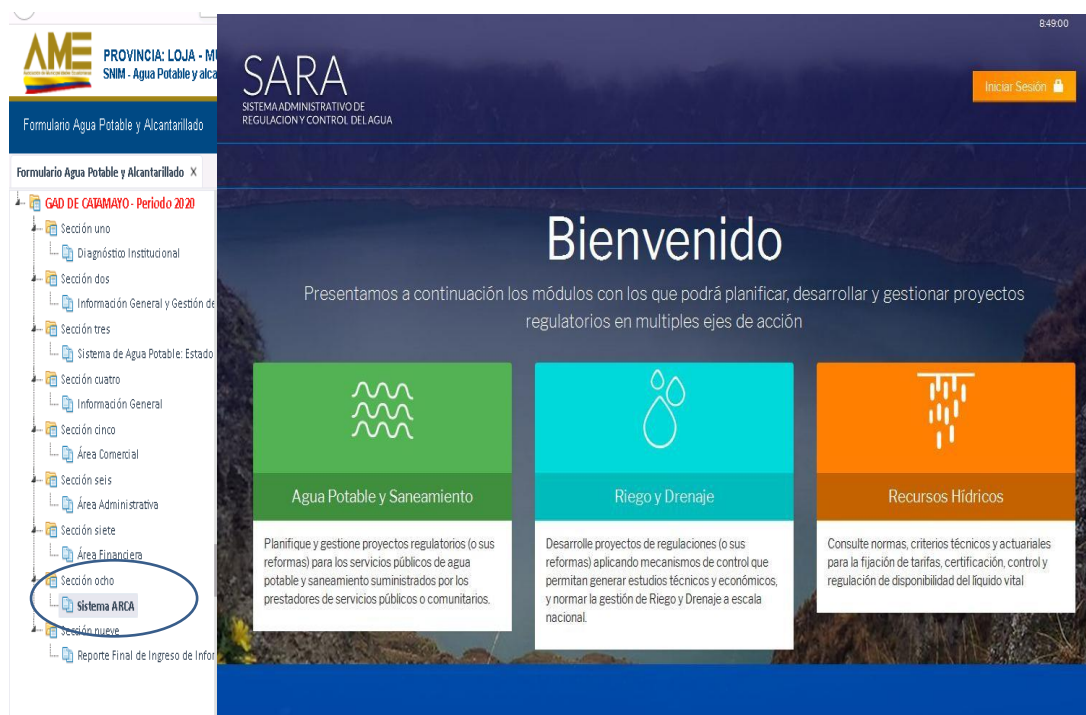 AME
PROVINCIA: LOJA - MU
SNIM - Agua Potable y alca
Formulario Agua Potable y Alcantarillado
Formulario Agua Potable y Alcantarillado X
GAD DE CATAMAYO - Periodo 2020
Sección uno
Diagnóstico Institucional
Sección dos
Información General y Gestión de
Sección tres
Sistema de Agua Potable: Estado
Sección cuatro
Información General
Sección cinco
Área Comercial
Sección seis
Área Administrativa
Sección siete
Área Financiera
Sección ocho
Sistema ARCA
Sección nueve
Reporte Final de Ingreso de Infor
8:49:00
SARA
SISTEMA ADMINISTRATIVO DE
REGULACION Y CONTROL DEL AGUA
Iniciar Sesión
Bienvenido
Presentamos a continuación los módulos con los que podrá planificar, desarrollar y gestionar proyectos
regulatorios en multiples ejes de acción
Agua Potable y Saneamiento
Planifique y gestione proyectos regulatorios (o sus
reformas) para los servicios públicos de agua
potable y saneamiento suministrados por los
prestadores de servicios públicos o comunitarios.
Riego y Drenaje
Desarrolle proyectos de regulaciones (o sus
reformas) aplicando mecanismos de control que
permitan generar estudios técnicos y económicos,
y normar la gestión de Riego y Drenaje a escala
nacional.
Recursos Hídricos
Consulte normas, criterios técnicos y actuariales
para la fijación de tarifas, certificación, control y
regulación de disponibilidad del líquido vital